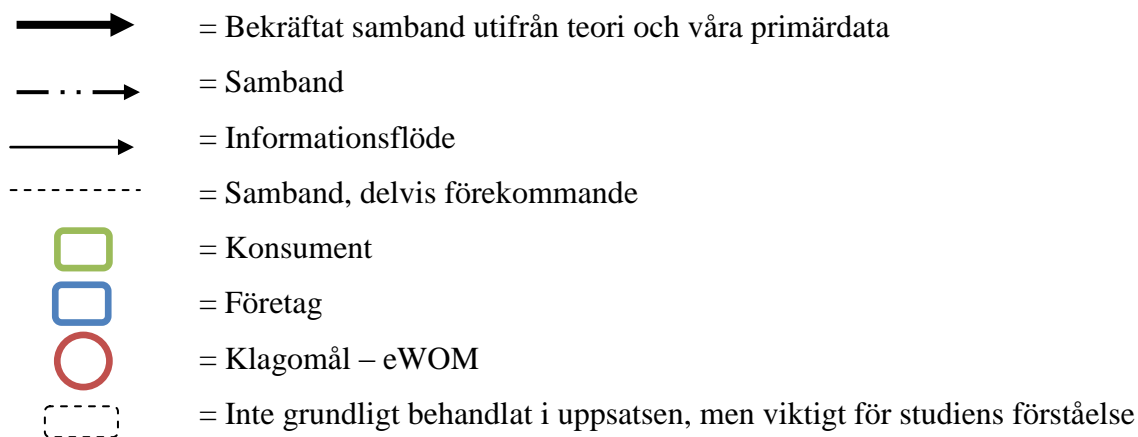 = Bekräftat samband utifrån teori och våra primärdata
= Samband
= Informationsflöde
= Samband, delvis förekommande
= Konsument
= Företag
= Klagomål – eWOM
= Inte grundligt behandlat i uppsatsen, men viktigt för studiens förståelse